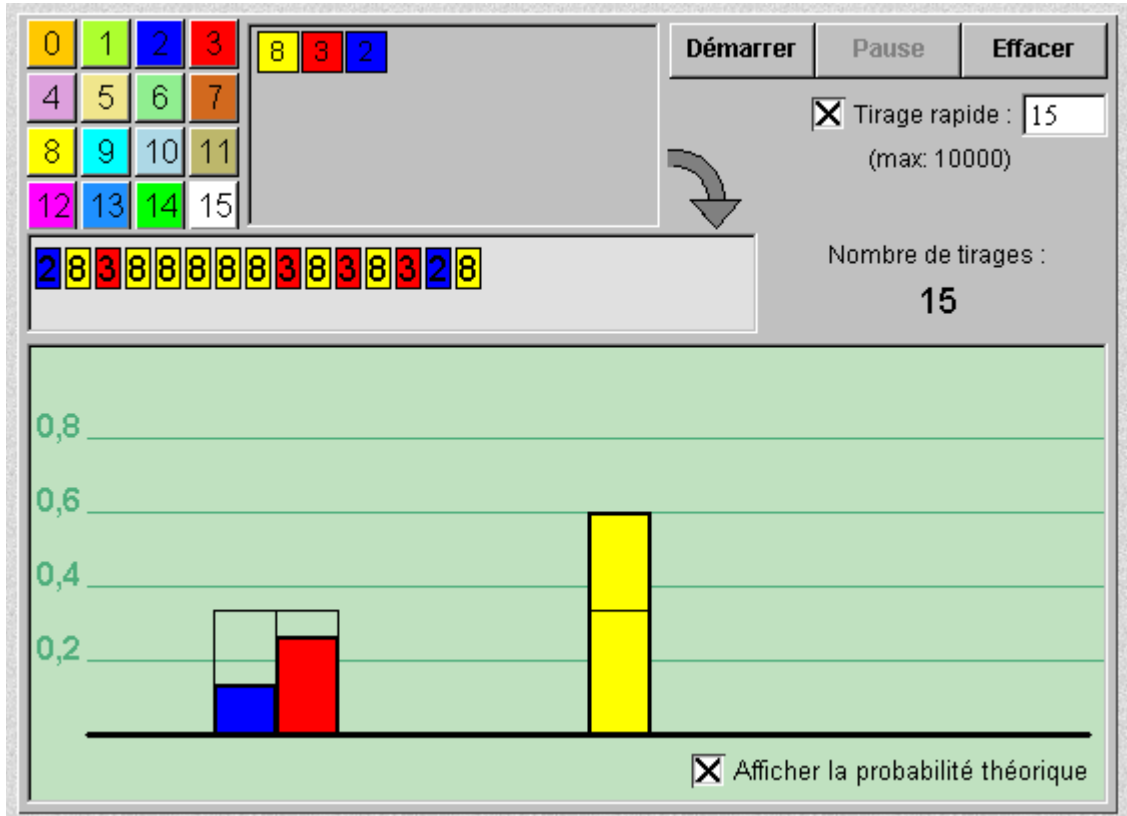 0 1 2 3
4 5 6 7
8 9 10 11
12 13 14 15
8 3 2
Démarrer Pause Effacer
Tirage rapide : 15
(max: 10000)
2 8 3 8 8 8 8 8 3 8 3 8 3 2 8
Nombre de tirages :
15
0,8
0,6
0,4
0,2
Afficher la probabilité théorique